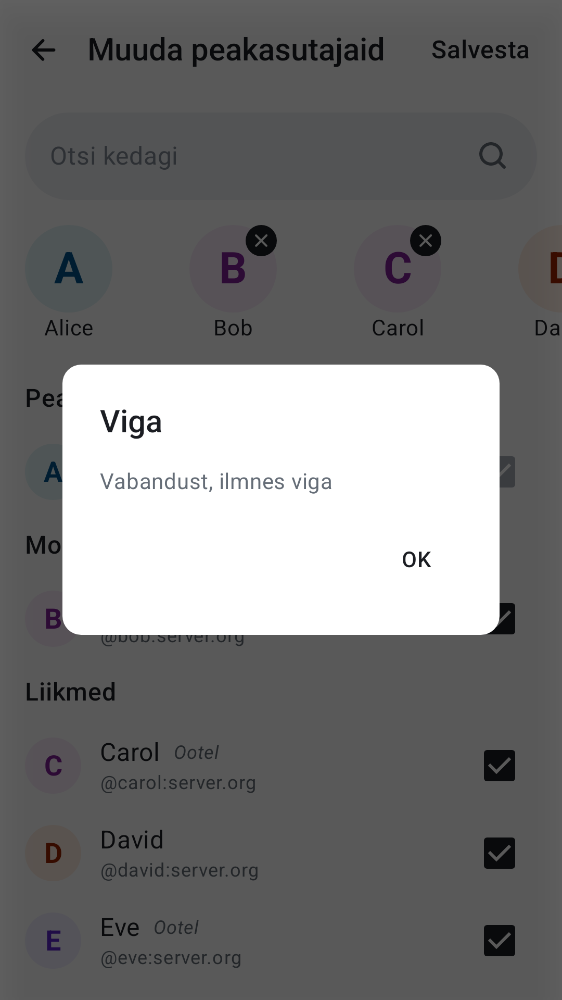 Muuda peakasutajaid
Salvesta
Otsi kedagi
A
B
C
D
Alice
Bob
Carol
Da
Pea
A
Viga
Vabandust, ilmnes viga
OK
Mo
B
@bob:server.org
Liikmed
C
Carol Ootel
@carol:server.org
D
David
@david:server.org
E
Eve Ootel
@eve:server.org